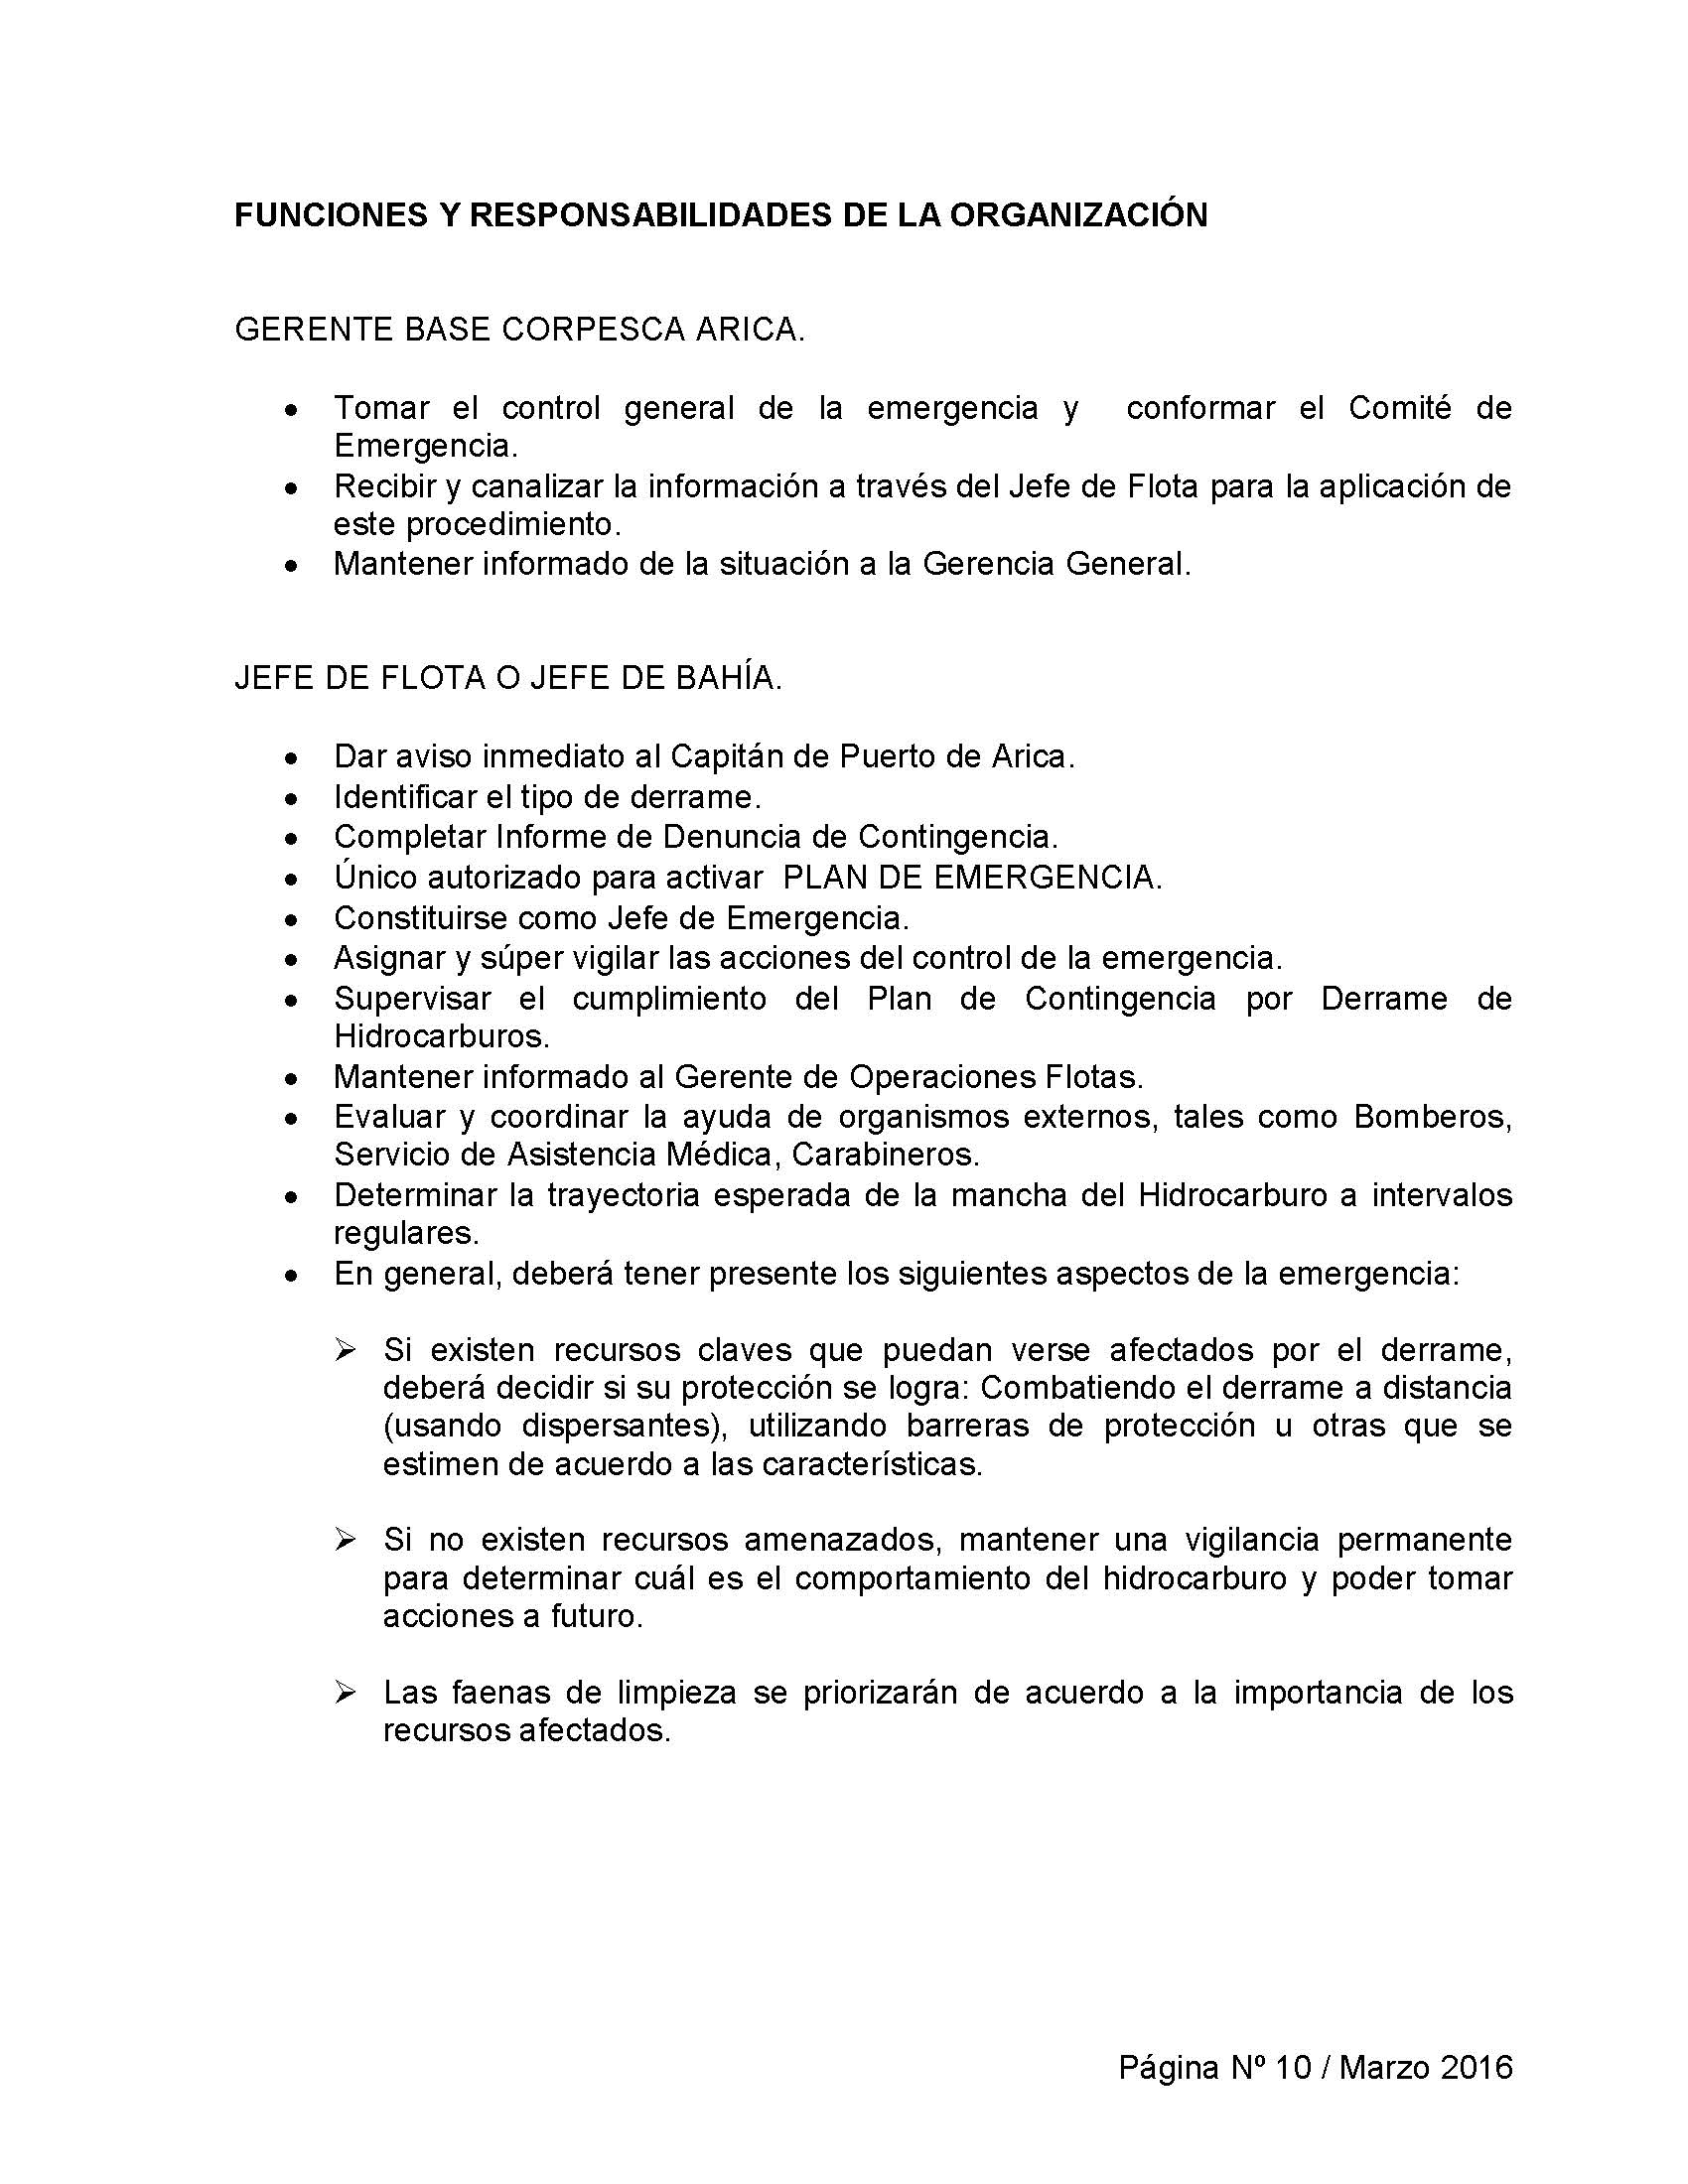 FUNCIONES Y RESPONSABILIDADES DE LA ORGANIZACIÓN
GERENTE BASE CORPESCA ARICA.
• Tomar el control general de la emergencia y  conformar el Comité de
Emergencia.
• Recibir y canalizar la información a través del Jefe de Flota para la aplicación de
este procedimiento.
• Mantener informado de la situación a la Gerencia General.
JEFE DE FLOTA O JEFE DE BAHÍA.
• Dar aviso inmediato al Capitán de Puerto de Arica.
• Identificar el tipo de derrame.
• Completar Informe de Denuncia de Contingencia.
• Único autorizado para activar  PLAN DE EMERGENCIA.
• Constituirse como Jefe de Emergencia.
• Asignar y súper vigilar las acciones del control de la emergencia.
• Supervisar el cumplimiento del Plan de Contingencia por Derrame de
Hidrocarburos.
• Mantener informado al Gerente de Operaciones Flotas.
• Evaluar y coordinar la ayuda de organismos externos, tales como Bomberos,
Servicio de Asistencia Médica, Carabineros.
• Determinar la trayectoria esperada de la mancha del Hidrocarburo a intervalos
regulares.
• En general, deberá tener presente los siguientes aspectos de la emergencia:
➢ Si existen recursos claves que puedan verse afectados por el derrame,
deberá decidir si su protección se logra: Combatiendo el derrame a distancia
(usando dispersantes), utilizando barreras de protección u otras que se
estimen de acuerdo a las características.
➢ Si no existen recursos amenazados, mantener una vigilancia permanente
para determinar cuál es el comportamiento del hidrocarburo y poder tomar
acciones a futuro.
➢ Las faenas de limpieza se priorizarán de acuerdo a la importancia de los
recursos afectados.
Página Nº 10 / Marzo 2016